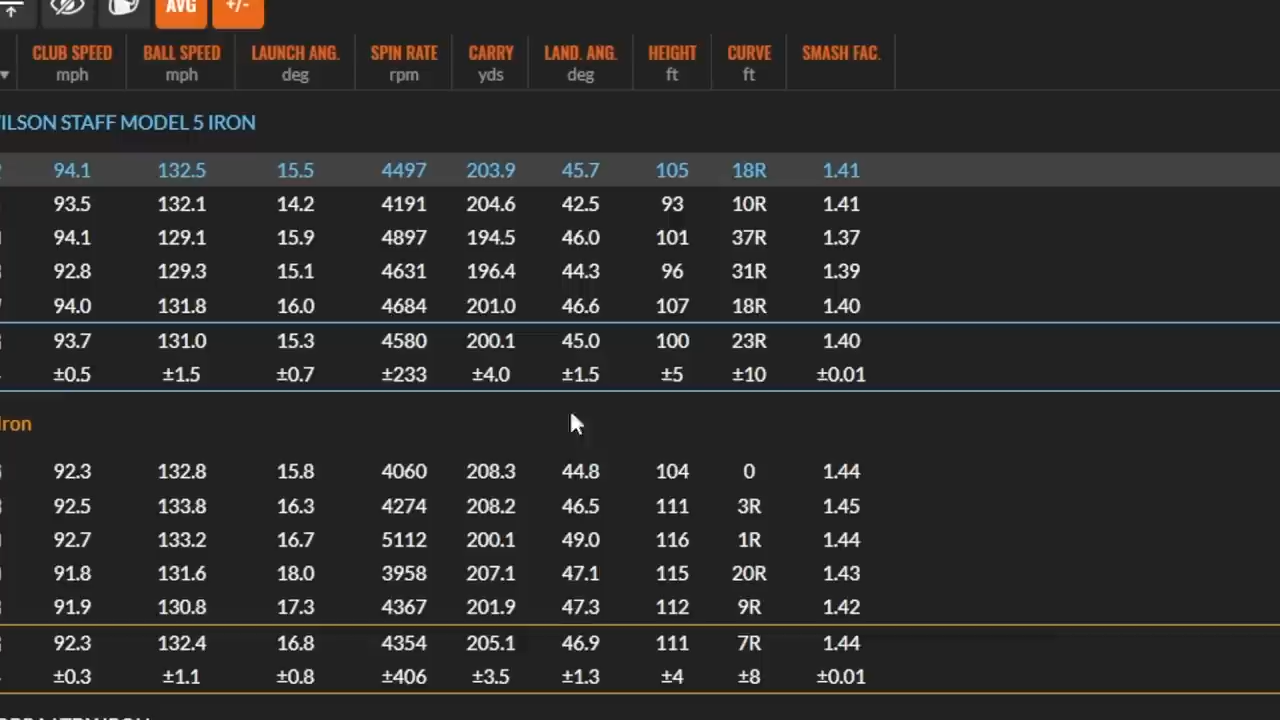 AVG +/-
CLUB SPEED BALL SPEED LAUNCH ANG. SPIN RATE CARRY LAND. ANG. HEIGHT CURVE SMASH FAC.
mph mph deg rpm yds deg ft ft
ILSON STAFF MODEL 5 IRON
94.1 132.5 15.5 4497 203.9 45.7 105 18R 1.41
93.5 132.1 14.2 4191 204.6 42.5 93 10R 1.41
94.1 129.1 15.9 4897 194.5 46.0 101 37R 1.37
92.8 129.3 15.1 4631 196.4 44.3 96 31R 1.39
94.0 131.8 16.0 4684 201.0 46.6 107 18R 1.40
93.7 131.0 15.3 4580 200.1 45.0 100 23R 1.40
±0.5 ±1.5 ±0.7 ±233 ±4.0 ±1.5 ±5 ±10 ±0.01
Iron
92.3 132.8 15.8 4060 208.3 44.8 104 0 1.44
92.5 133.8 16.3 4274 208.2 46.5 111 3R 1.45
92.7 133.2 16.7 5112 200.1 49.0 116 1R 1.44
91.8 131.6 18.0 3958 207.1 47.1 115 20R 1.43
91.9 130.8 17.3 4367 201.9 47.3 112 9R 1.42
92.3 132.4 16.8 4354 205.1 46.9 111 7R 1.44
±0.3 ±1.1 ±0.8 ±406 ±3.5 ±1.3 ±4 ±8 ±0.01